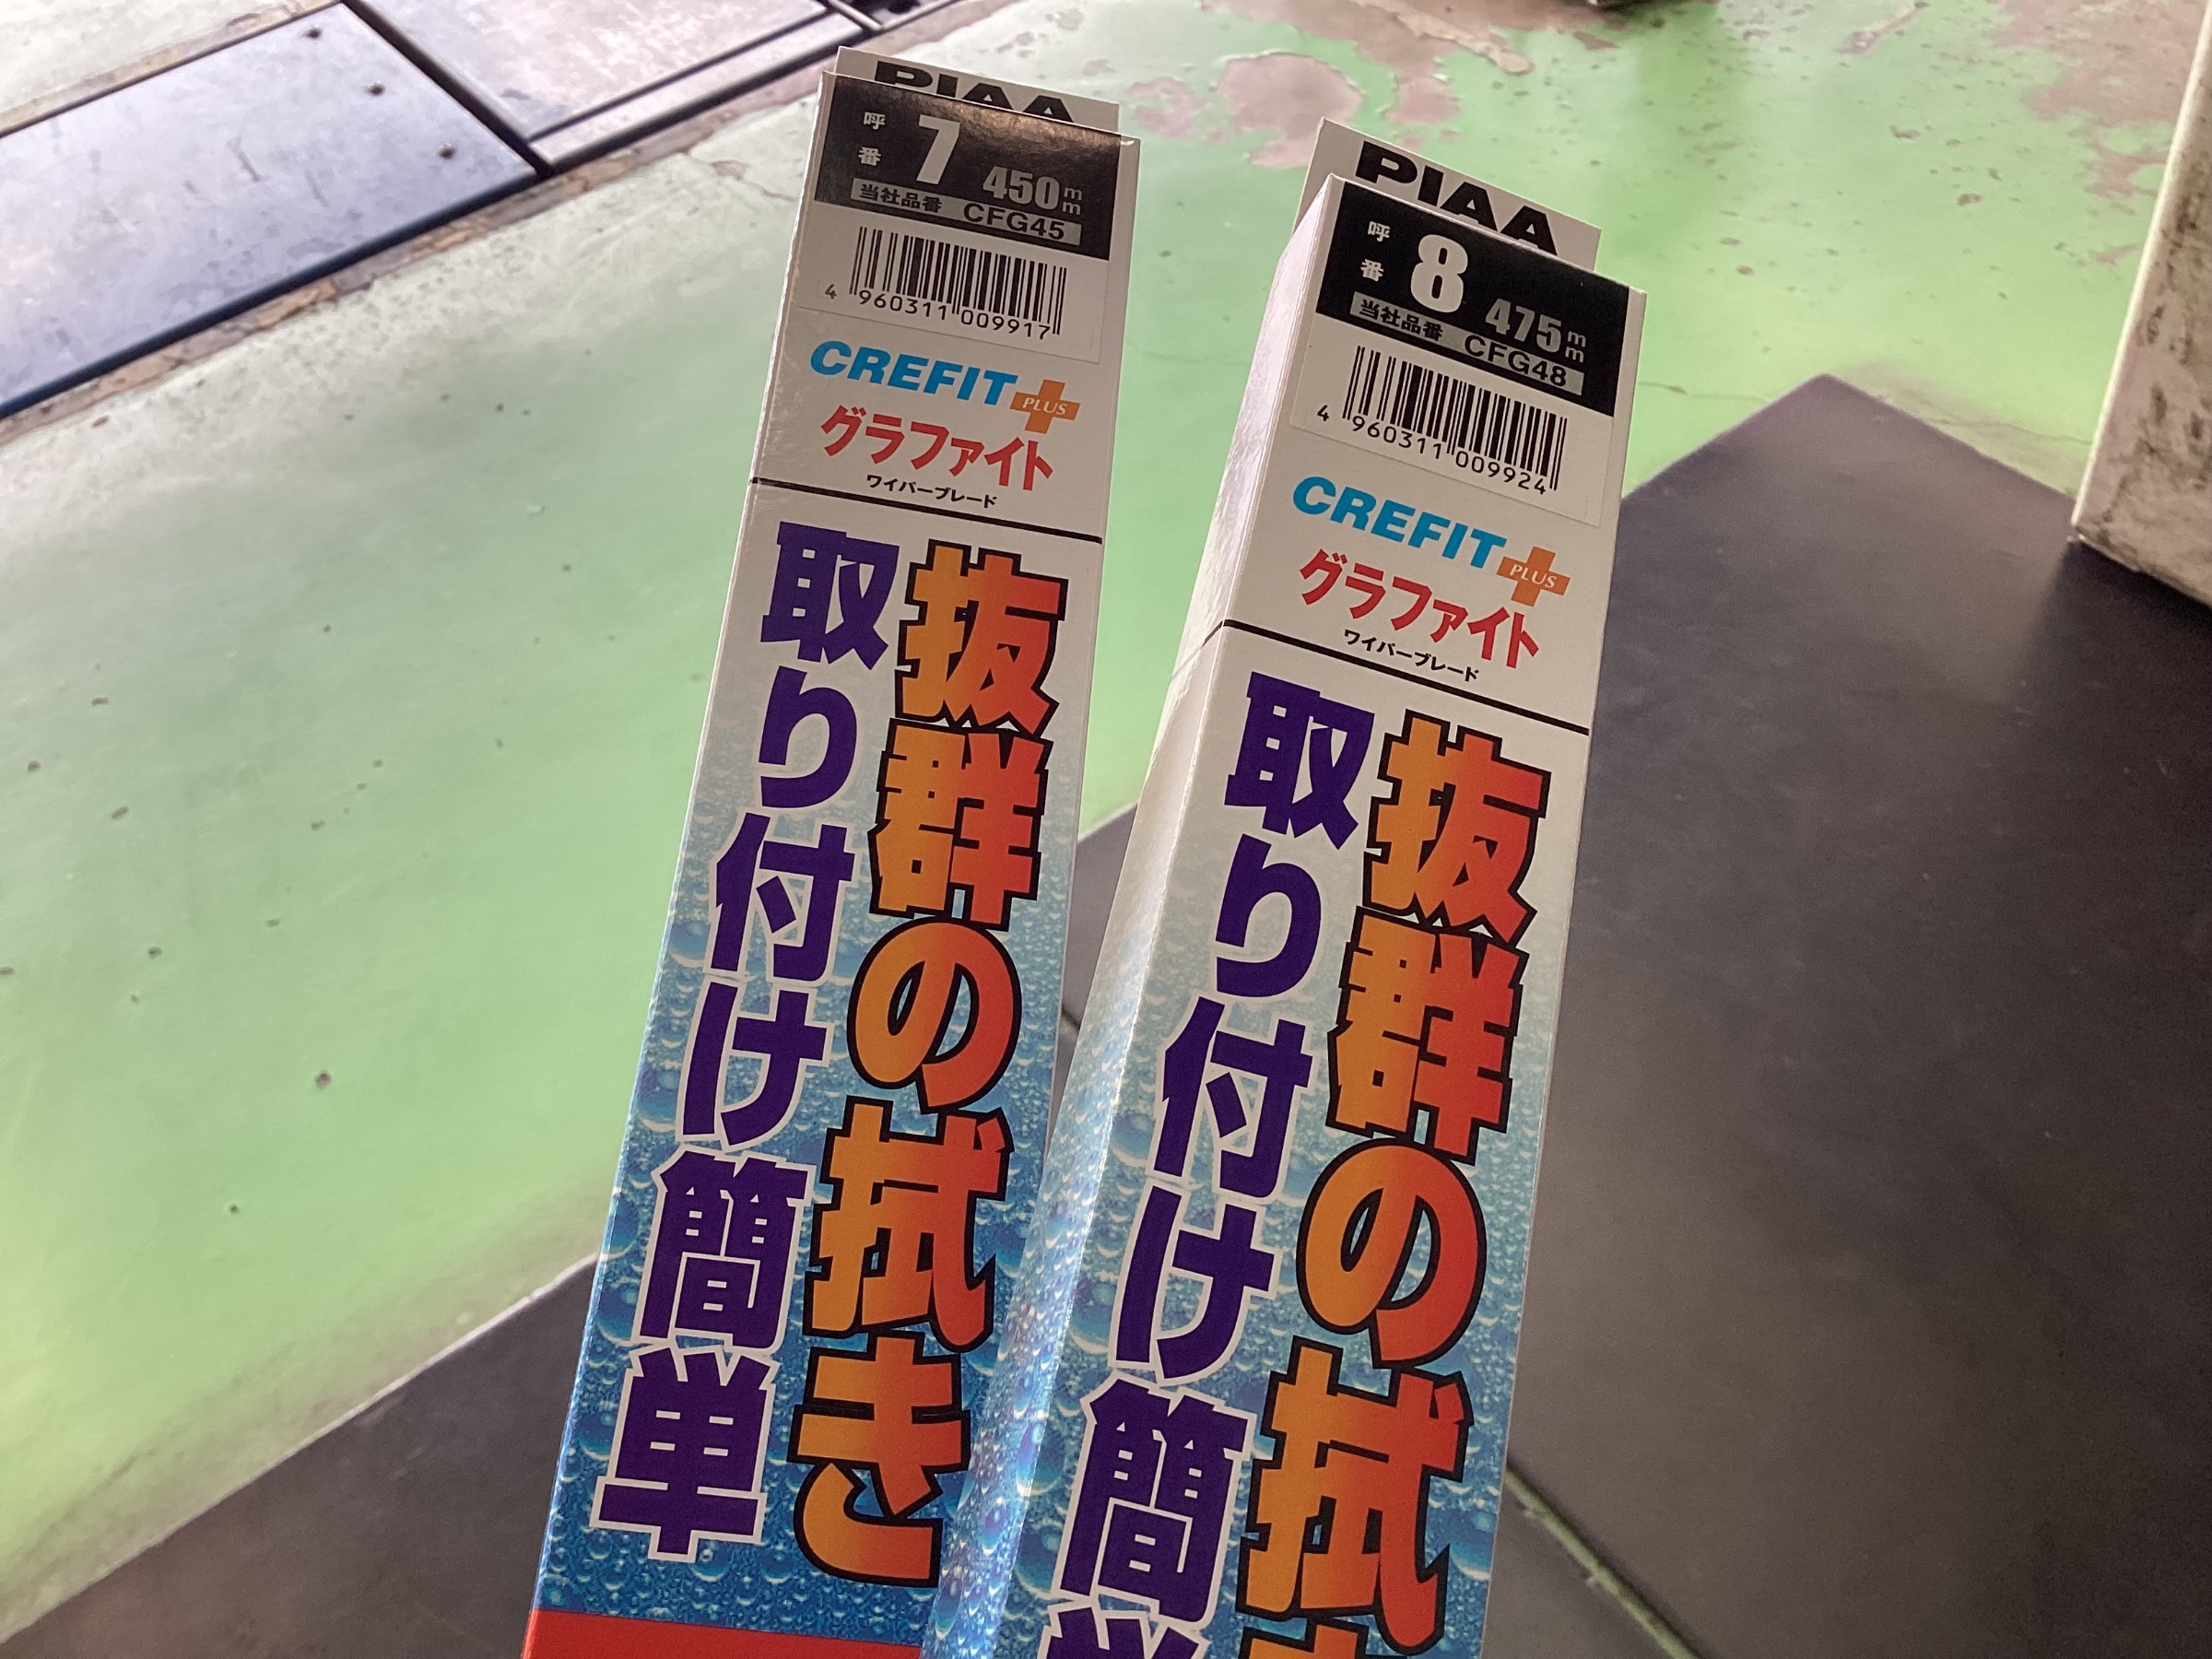 PIAA
呼番 7 450mm
当社品番 CFG45
4 960311 009917
CREFIT PLUS
グラファイト
ワイパーブレード
抜群の拭き
取り付け簡単
PIAA
呼番 8 475mm
当社品番 CFG48
4 960311 009924
CREFIT PLUS
グラファイト
ワイパーブレード
抜群の拭
取り付け簡